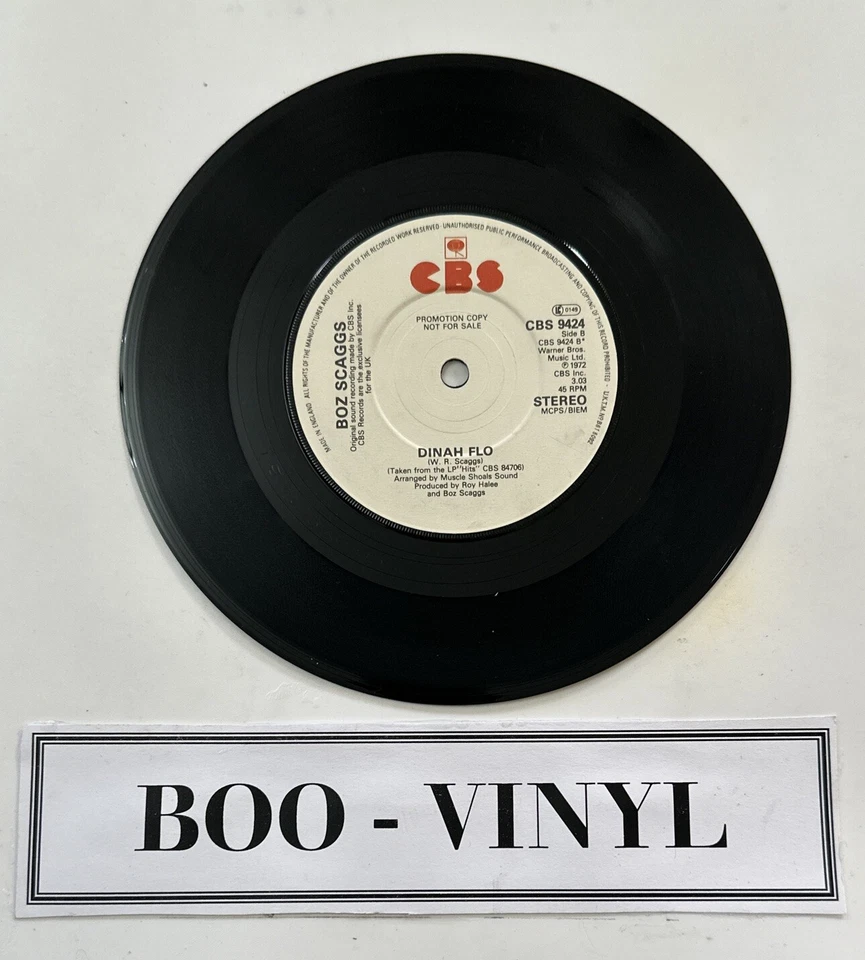 MADE IN ENGLAND · ALL RIGHTS OF THE MANUFACTURER AND OF THE OWNER OF THE RECORDED WORK RESERVED · UNAUTHORISED PUBLIC PERFORMANCE BROADCASTING AND COPYING OF THIS RECORD PROHIBITED -
CBS
PROMOTION COPY
NOT FOR SALE
BOZ SCAGGS
Original sound recording made by CBS Inc.
CBS Records are the exclusive licensees
for the UK
LC 0149
CBS 9424
Side B
CBS 9424 B*
Warner Bros.
Music Ltd.
℗ 1972
CBS Inc.
3.03
45 RPM
STEREO
MCPS/BIEM
DINAH FLO
(W. R. Scaggs)
(Taken from the LP"Hits" CBS 84706)
Arranged by Muscle Shoals Sound
Produced by Roy Halee
and Boz Scaggs
BOO - VINYL